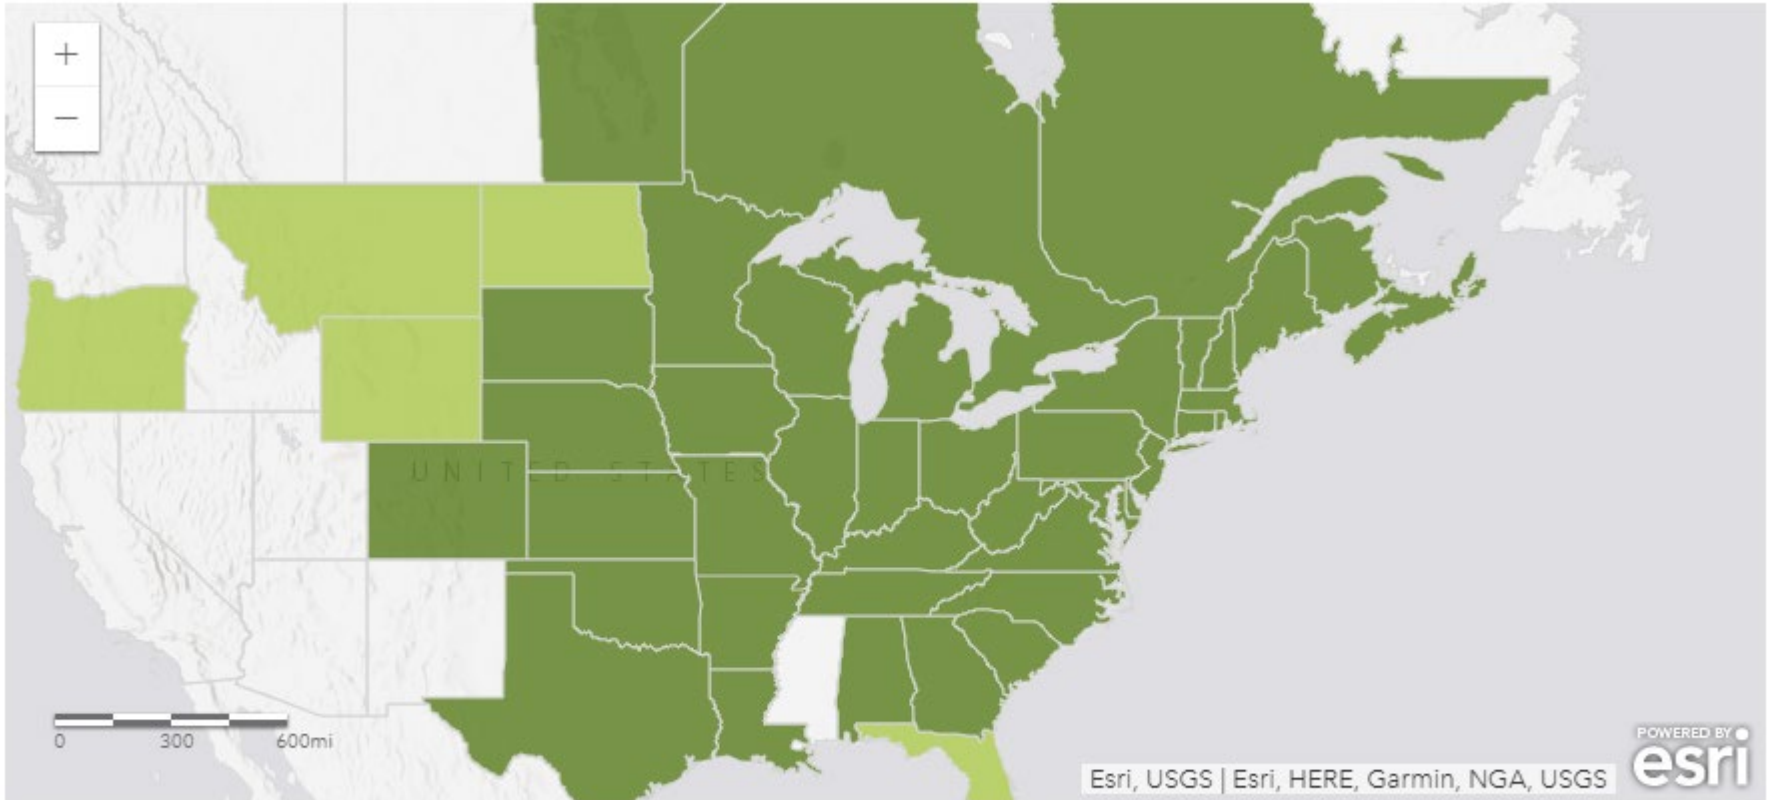 +
−
UNITED STATES
0 300 600mi
POWERED BY
esri
Esri, USGS | Esri, HERE, Garmin, NGA, USGS